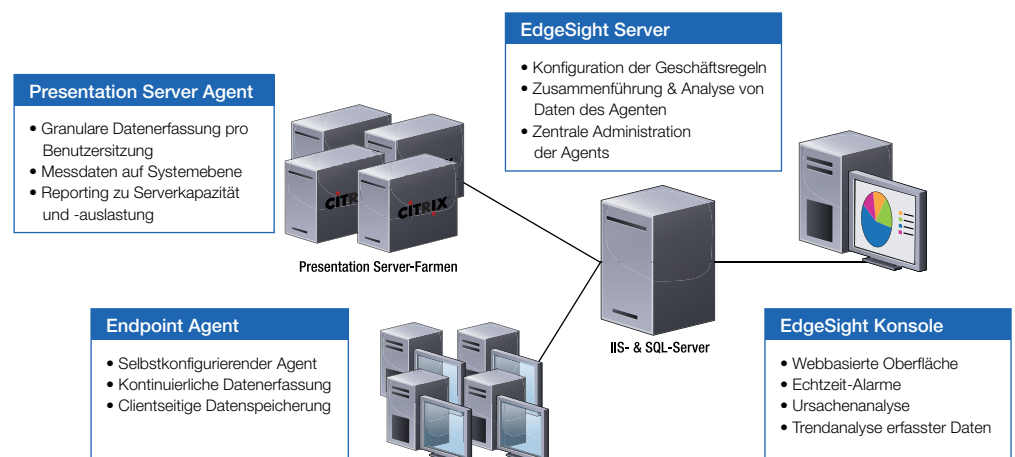 EdgeSight Server
• Konfiguration der Geschäftsregeln
• Zusammenführung & Analyse von
Daten des Agenten
• Zentrale Administration
der Agents
Presentation Server Agent
• Granulare Datenerfassung pro
Benutzersitzung
• Messdaten auf Systemebene
• Reporting zu Serverkapazität
und -auslastung
CITRIX
CITRIX
Presentation Server-Farmen
Endpoint Agent
• Selbstkonfigurierender Agent
• Kontinuierliche Datenerfassung
• Clientseitige Datenspeicherung
IIS- & SQL-Server
EdgeSight Konsole
• Webbasierte Oberfläche
• Echtzeit-Alarme
• Ursachenanalyse
• Trendanalyse erfasster Daten